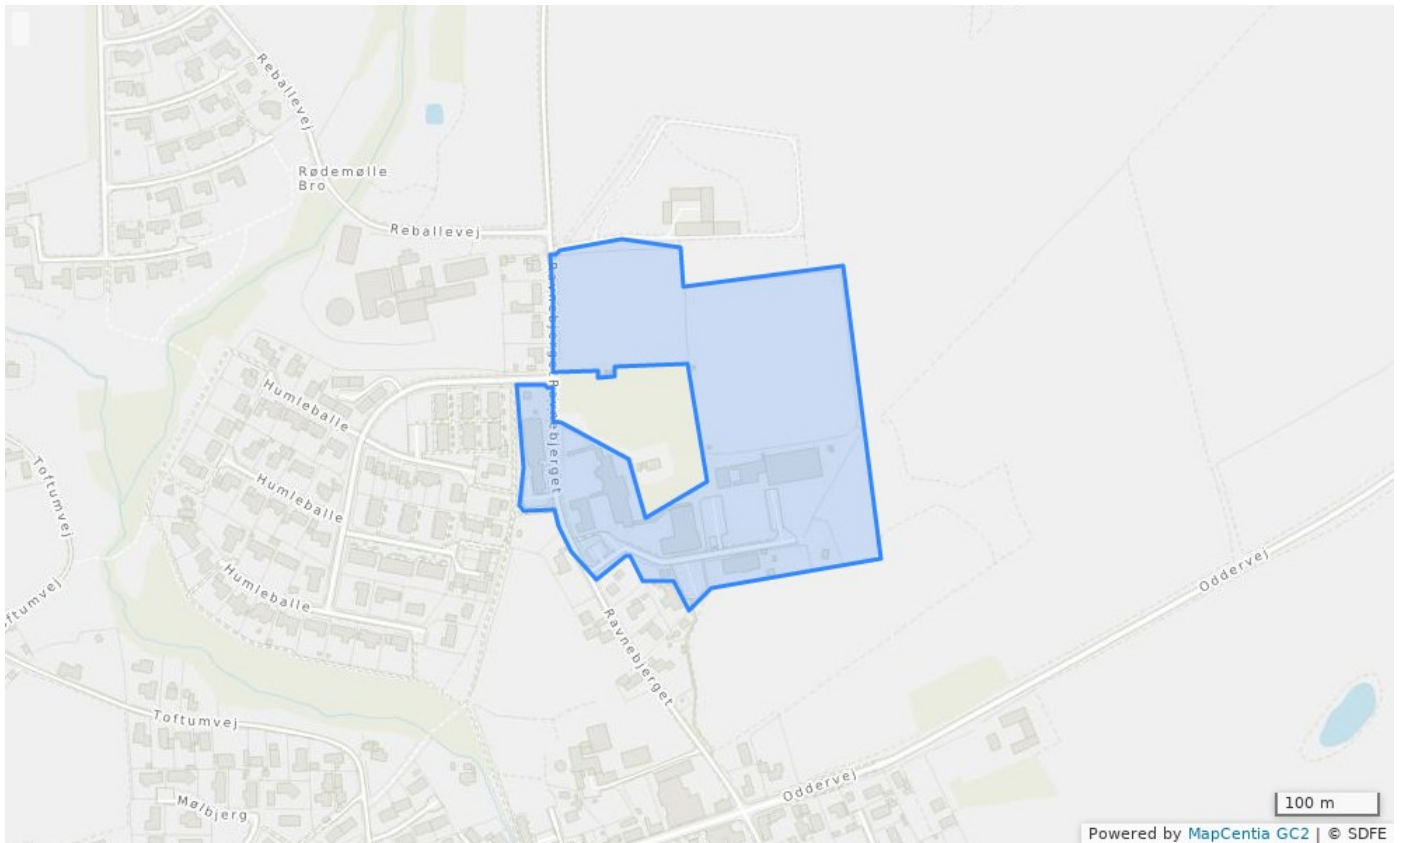 Reballevej
Rødemølle
Bro
Reballevej
Ravnebjerget
Ravnebjerget
Humleballe
Humleballe
Humleballe
Toftumvej
Toftumvej
Toftumvej
Ravnebjerget
Mølbjerg
Oddervej
Oddervej
100 m
Powered by MapCentia GC2 | © SDFE